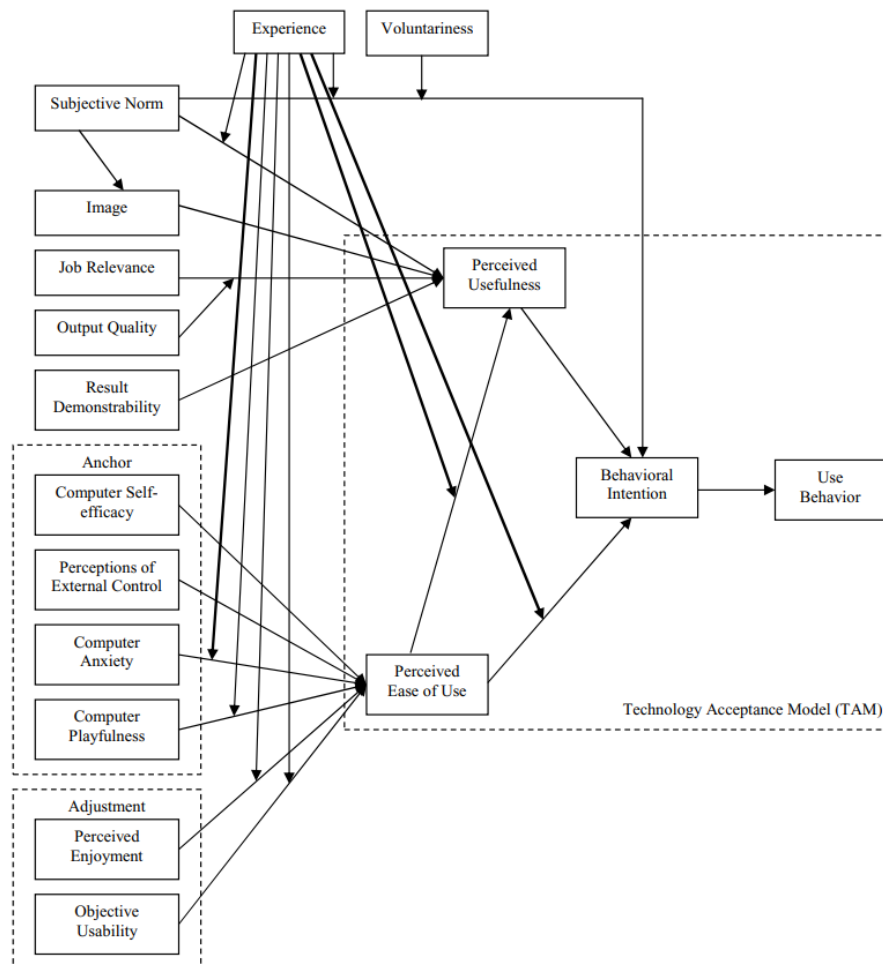 Experience
Voluntariness
Subjective Norm
Image
Job Relevance
Output Quality
Result
Demonstrability
Perceived
Usefulness
Anchor
Computer Self-
efficacy
Perceptions of
External Control
Computer
Anxiety
Computer
Playfulness
Behavioral
Intention
Use
Behavior
Perceived
Ease of Use
Technology Acceptance Model (TAM)
Adjustment
Perceived
Enjoyment
Objective
Usability